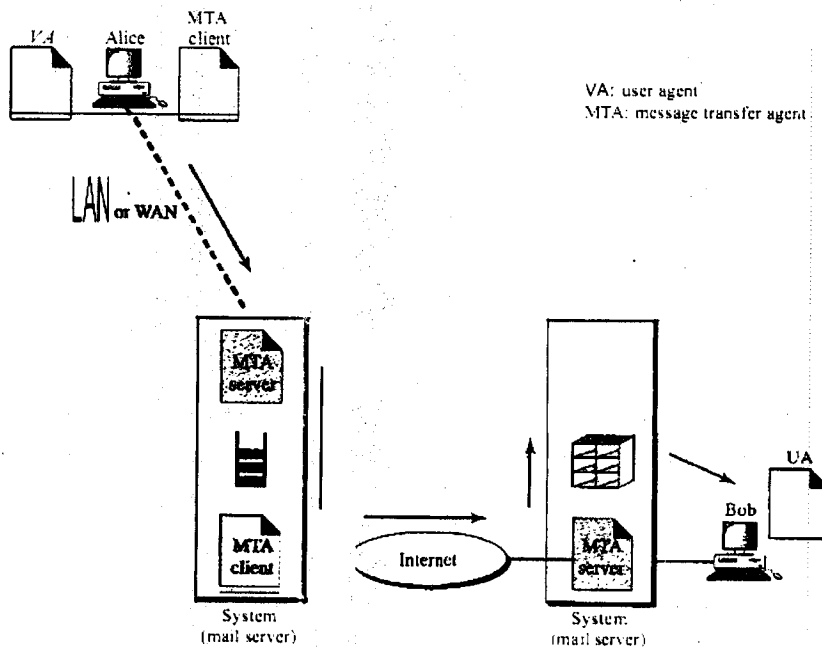 VA
Alice
MTA
client
VA: user agent
MTA: message transfer agent
LAN or WAN
MTA
server
MTA
client
System
(mail server)
Internet
MTA
server
System
(mail server)
Bob
UA